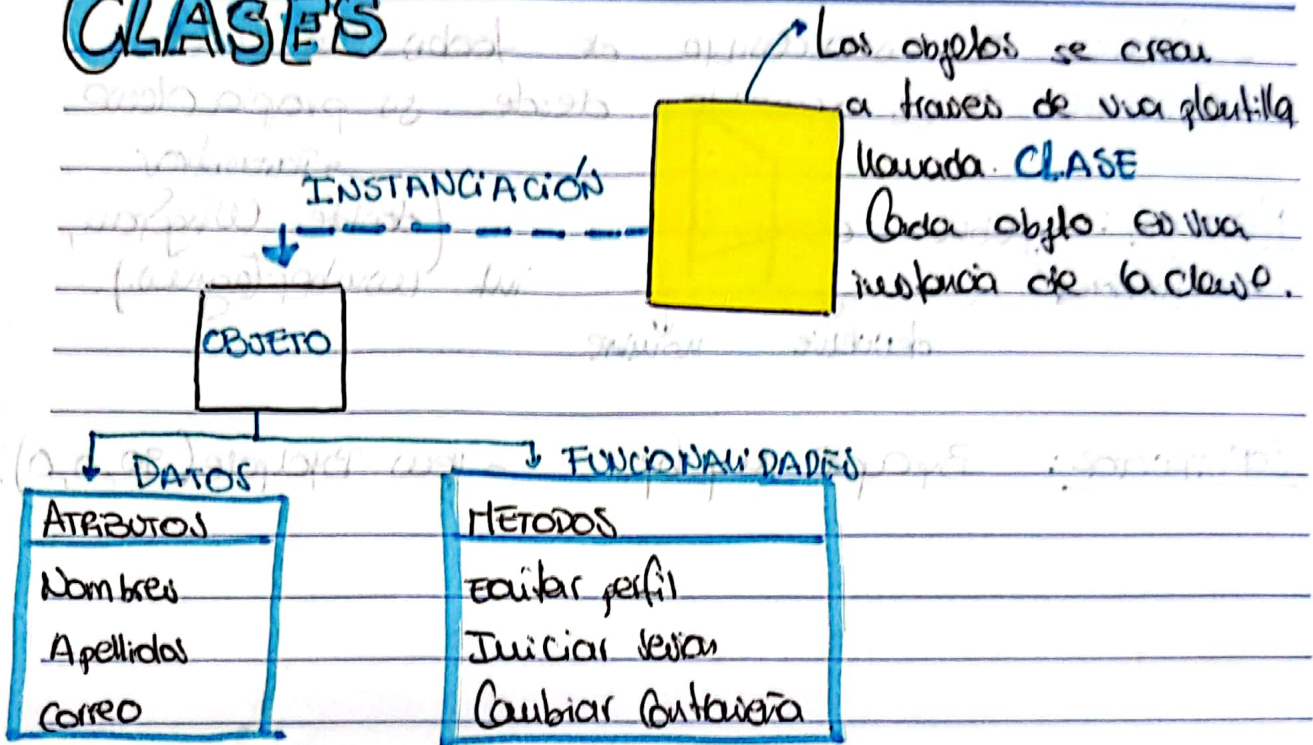 CLASES
Los objetos se crean
a traves de una plantilla
llamada CLASE
Cada objeto es una
instancia de la clase.
INSTANCIACIÓN
OBJETO
DATOS
ATRIBUTOS
Nombres
Apellidos
Correo
FUNCIONALIDADES
METODOS
Editar perfil
Iniciar sesion
Cambiar Contraseña